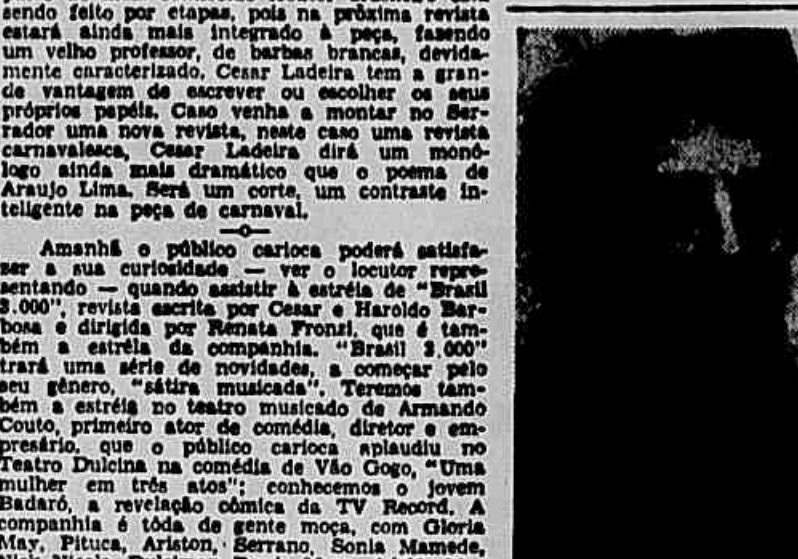 sendo feito por etapas, pois na próxima revista
estará ainda mais integrado à peça, fasendo
um velho professor, de barbas brancas, devida-
mente caracterizado. Cesar Ladeira tem a gran-
de vantagem de escrever ou escolher os seus
próprios papéis. Caso venha a montar no Ser-
rador uma nova revista, neste caso uma revista
carnavalesca, Cesar Ladeira dirá um monó-
logo ainda mais dramático que o poema de
Araujo Lima. Será um corte, um contraste in-
teligente na peça de carnaval.
Amanhã o público carioca poderá satisfa-
ser a sua curiosidade — ver o locutor repre-
sentando — quando assistir à estréia de "Brasil
3.000", revista escrita por Cesar e Haroldo Bar-
bosa e dirigida por Renata Fronzi, que é tam-
bém a estréla da companhia. "Brasil 3.000"
trará uma série de novidades, a começar pelo
seu gênero, "sátira musicada". Teremos tam-
bém a estréia no teatro musicado de Armando
Couto, primeiro ator de comédia, diretor e em-
presário, que o público carioca aplaudiu no
Teatro Dulcina na comédia de Vão Gogo, "Uma
mulher em três atos"; conhecemos o jovem
Badaró, a revelação cômica da TV Record. A
companhia é tôda de gente moça, com Gloria
May, Pituca, Ariston, Serrano, Sonia Mamede,